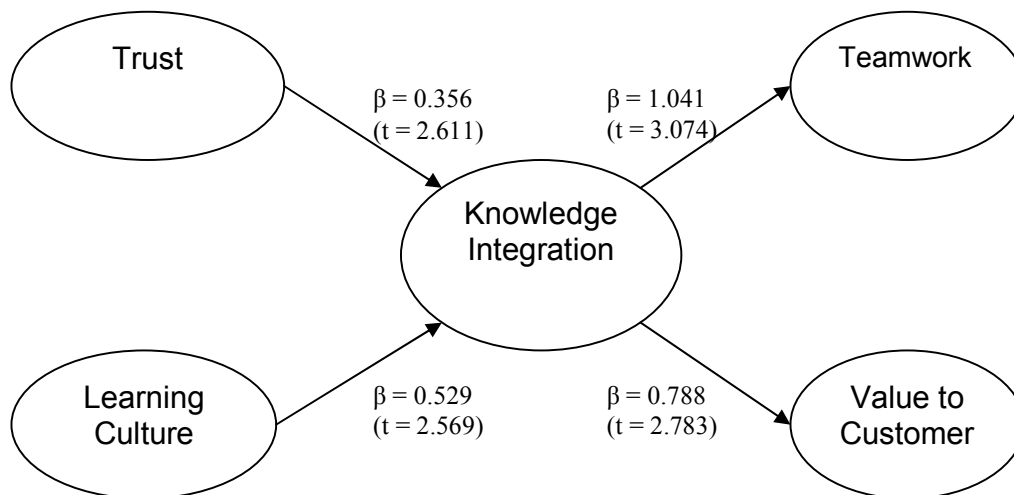 Trust
Teamwork
β = 0.356
(t = 2.611)
β = 1.041
(t = 3.074)
Knowledge
Integration
Learning
Culture
β = 0.529
(t = 2.569)
β = 0.788
(t = 2.783)
Value to
Customer